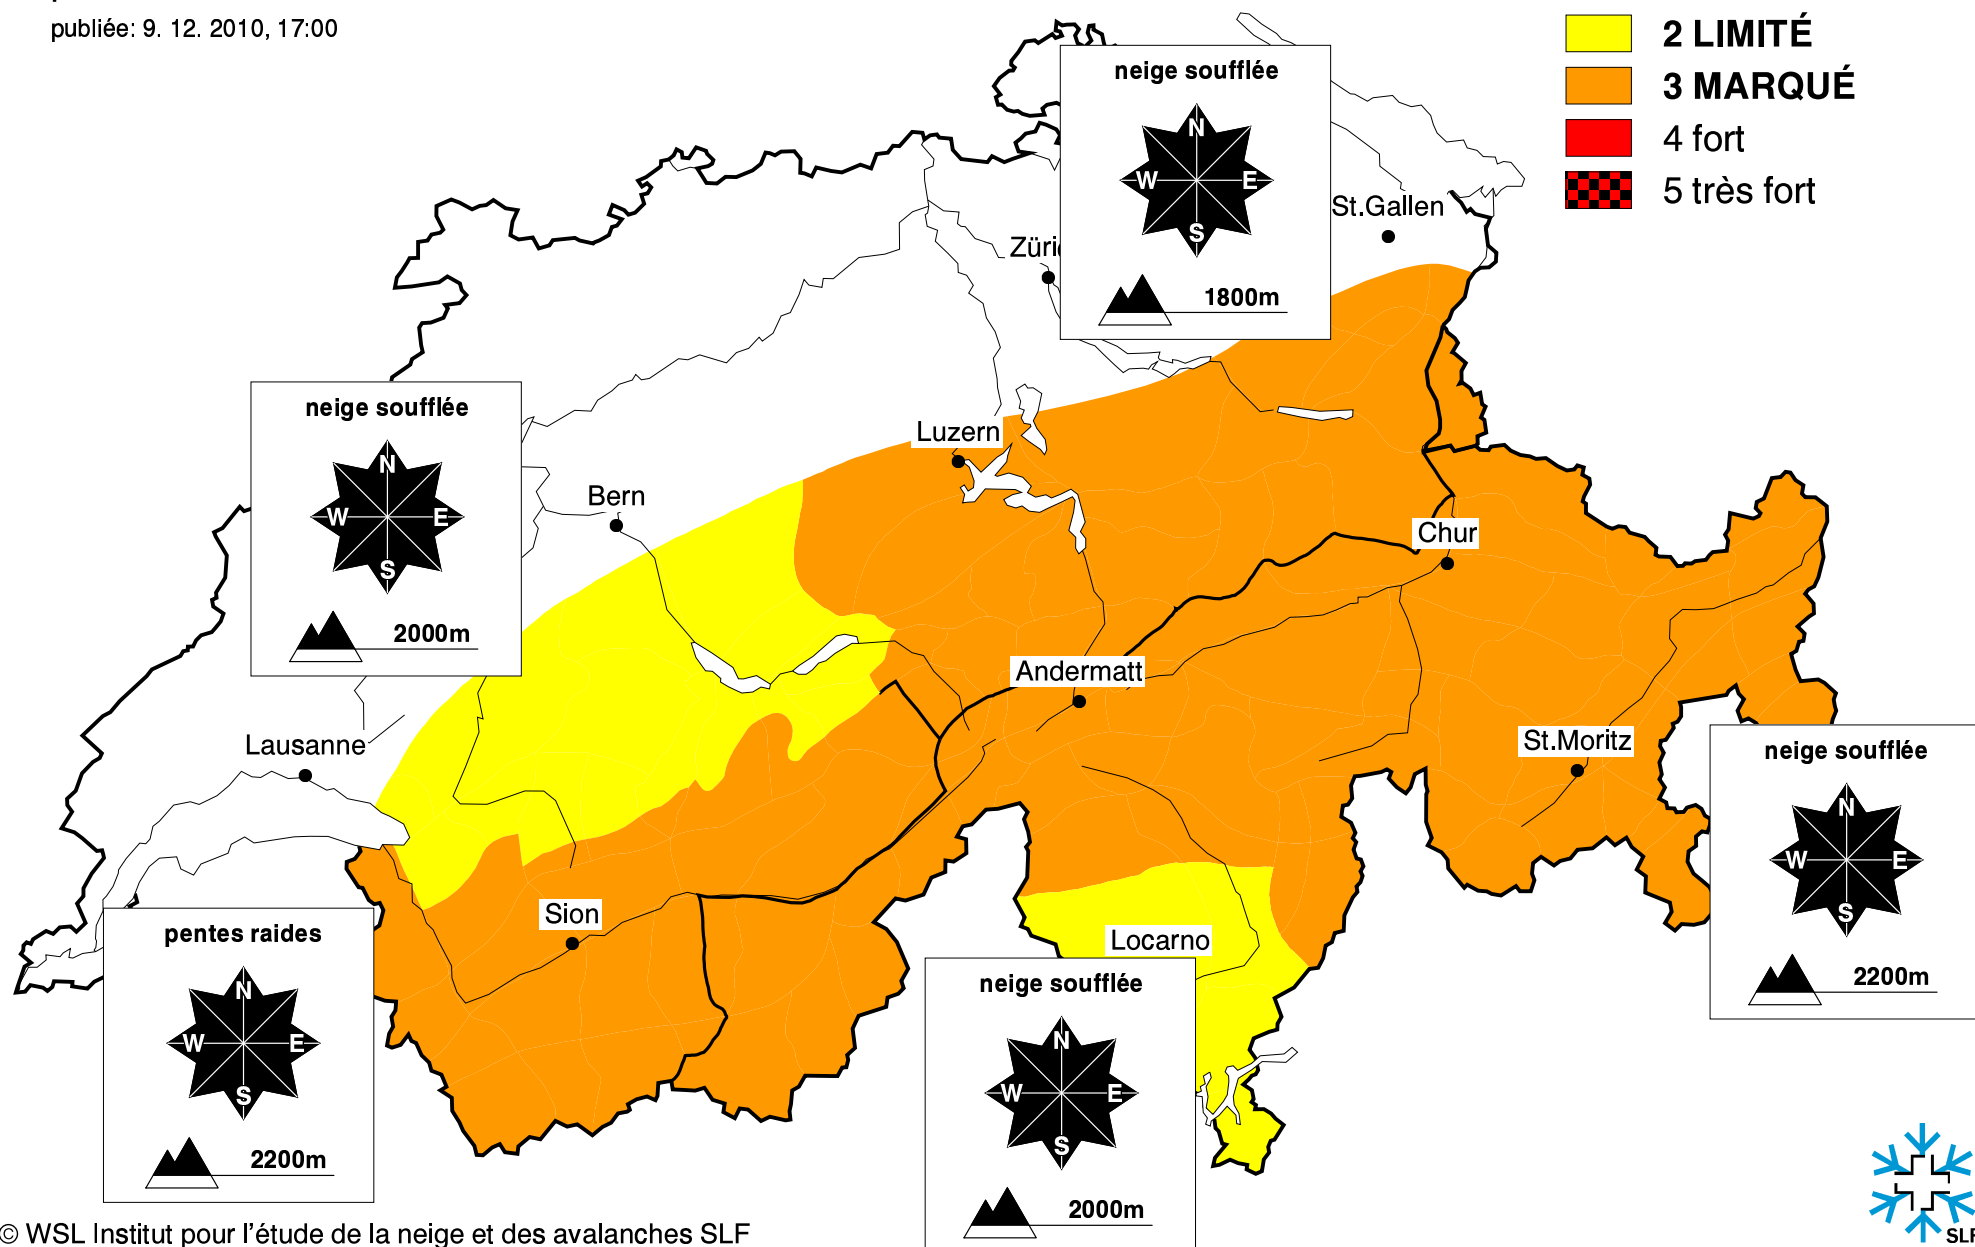 publiée: 9. 12. 2010, 17:00
2 LIMITÉ
3 MARQUÉ
4 fort
5 très fort
neige soufflée
N
W E
S
1800m
St.Gallen
Züri
neige soufflée
N
W E
S
2000m
Luzern
Bern
Chur
Andermatt
Lausanne
St.Moritz
neige soufflée
N
W E
S
2200m
Sion
Locarno
pentes raides
N
W E
S
2200m
neige soufflée
N
W E
S
2000m
© WSL Institut pour l'étude de la neige et des avalanches SLF
SLF